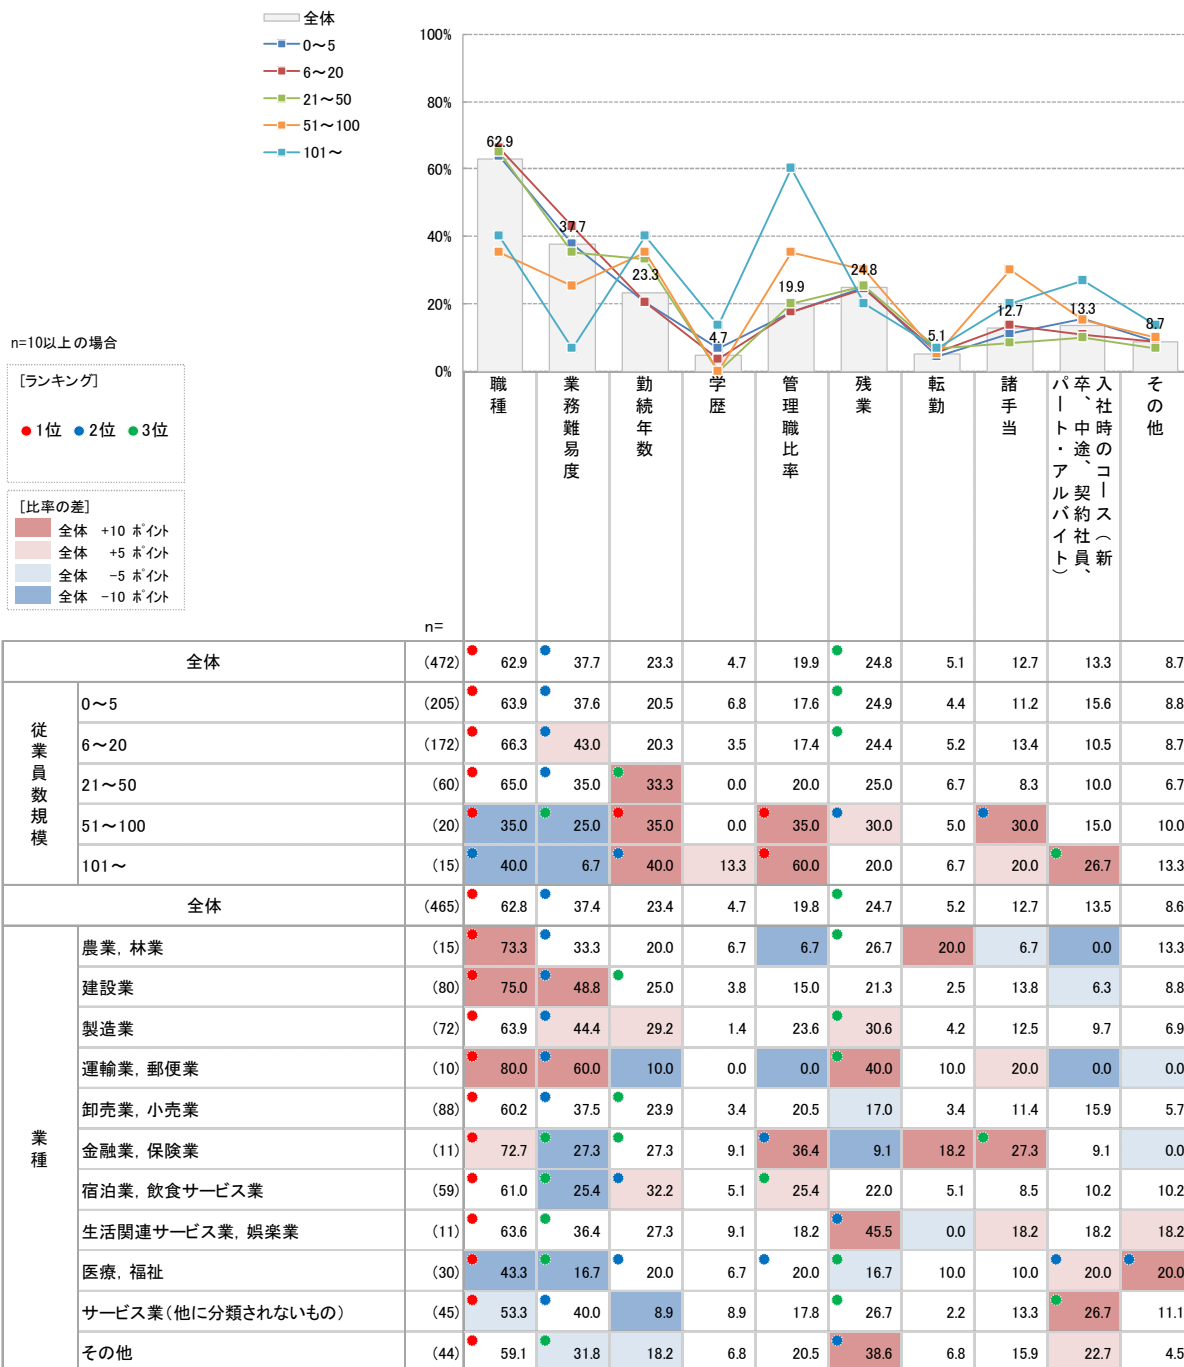 全体
0～5
6～20
21～50
51～100
101～
100%
80%
60%
40%
20%
0%
62.9
37.7
23.3
4.7
19.9
24.8
5.1
12.7
13.3
8.7
n=10以上の場合
[ランキング]
1位 2位 3位
[比率の差]
全体 +10 ﾎﾟｲﾝﾄ
全体 +5 ﾎﾟｲﾝﾄ
全体 -5 ﾎﾟｲﾝﾄ
全体 -10 ﾎﾟｲﾝﾄ
職種
業務難易度
勤続年数
学歴
管理職比率
残業
転勤
諸手当
入社時のコース（新
卒、中途、契約社員、
パート・アルバイト）
その他
n=
全体 (472) 62.9 37.7 23.3 4.7 19.9 24.8 5.1 12.7 13.3 8.7
従業員数規模
0～5 (205) 63.9 37.6 20.5 6.8 17.6 24.9 4.4 11.2 15.6 8.8
6～20 (172) 66.3 43.0 20.3 3.5 17.4 24.4 5.2 13.4 10.5 8.7
21～50 (60) 65.0 35.0 33.3 0.0 20.0 25.0 6.7 8.3 10.0 6.7
51～100 (20) 35.0 25.0 35.0 0.0 35.0 30.0 5.0 30.0 15.0 10.0
101～ (15) 40.0 6.7 40.0 13.3 60.0 20.0 6.7 20.0 26.7 13.3
全体 (465) 62.8 37.4 23.4 4.7 19.8 24.7 5.2 12.7 13.5 8.6
業種
農業, 林業 (15) 73.3 33.3 20.0 6.7 6.7 26.7 20.0 6.7 0.0 13.3
建設業 (80) 75.0 48.8 25.0 3.8 15.0 21.3 2.5 13.8 6.3 8.8
製造業 (72) 63.9 44.4 29.2 1.4 23.6 30.6 4.2 12.5 9.7 6.9
運輸業, 郵便業 (10) 80.0 60.0 10.0 0.0 0.0 40.0 10.0 20.0 0.0 0.0
卸売業, 小売業 (88) 60.2 37.5 23.9 3.4 20.5 17.0 3.4 11.4 15.9 5.7
金融業, 保険業 (11) 72.7 27.3 27.3 9.1 36.4 9.1 18.2 27.3 9.1 0.0
宿泊業, 飲食サービス業 (59) 61.0 25.4 32.2 5.1 25.4 22.0 5.1 8.5 10.2 10.2
生活関連サービス業, 娯楽業 (11) 63.6 36.4 27.3 9.1 18.2 45.5 0.0 18.2 18.2 18.2
医療, 福祉 (30) 43.3 16.7 20.0 6.7 20.0 16.7 10.0 10.0 20.0 20.0
サービス業（他に分類されないもの） (45) 53.3 40.0 8.9 8.9 17.8 26.7 2.2 13.3 26.7 11.1
その他 (44) 59.1 31.8 18.2 6.8 20.5 38.6 6.8 15.9 22.7 4.5